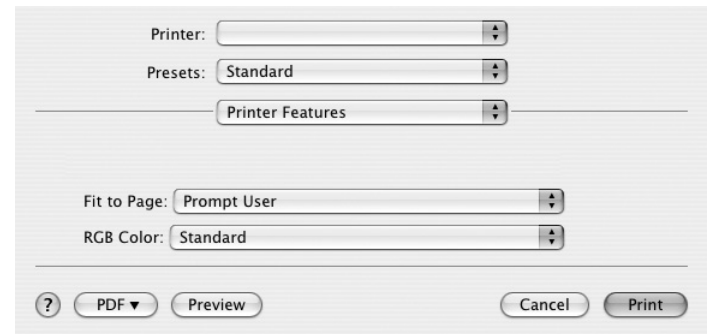 Printer:
Presets: Standard
Printer Features
Fit to Page: Prompt User
RGB Color: Standard
? PDF ▼ Preview Cancel Print